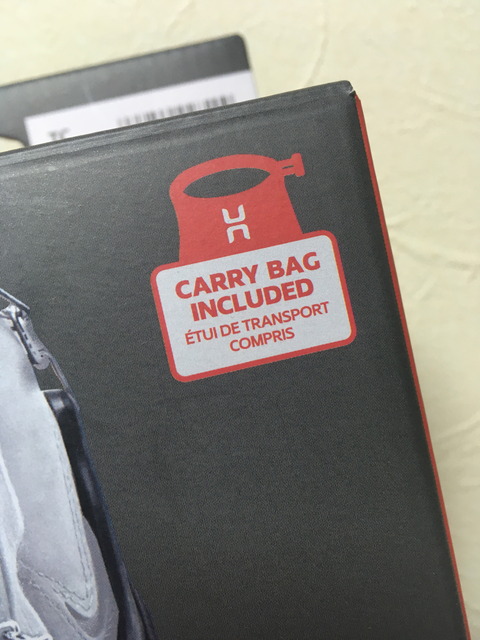 CARRY BAG
INCLUDED
ÉTUI DE TRANSPORT
COMPRIS